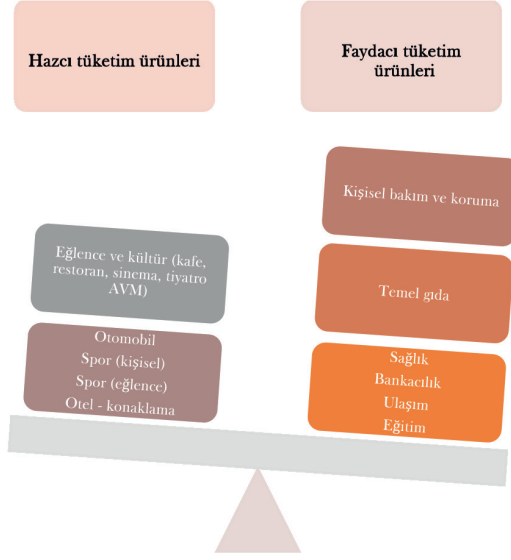 Hazcı tüketim ürünleri
Faydacı tüketim
ürünleri
Kişisel bakım ve koruma
Eğlence ve kültür (kafe,
restoran, sinema, tiyatro
AVM)
Temel gıda
Otomobil
Spor (kişisel)
Spor (eğlence)
Otel - konaklama
Sağlık
Bankacılık
Ulaşım
Eğitim